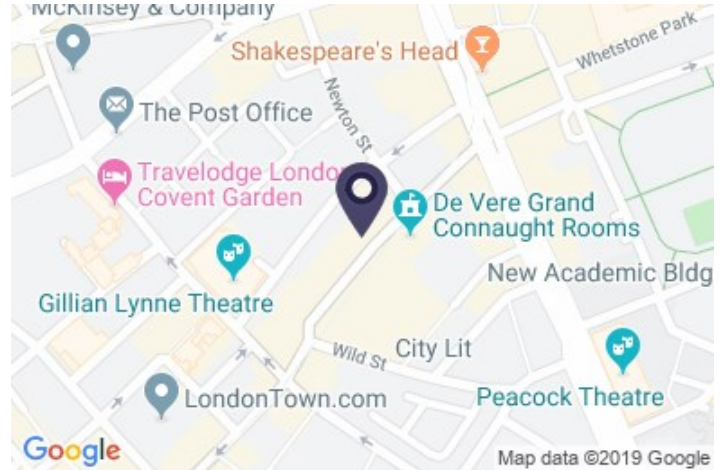 McKinsey & Company
Shakespeare's Head
Whetstone Park
The Post Office
Newton St
Travelodge London
Covent Garden
De Vere Grand
Connaught Rooms
New Academic Bldg
Gillian Lynne Theatre
Wild St
City Lit
Peacock Theatre
LondonTown.com
Google
Map data ©2019 Google